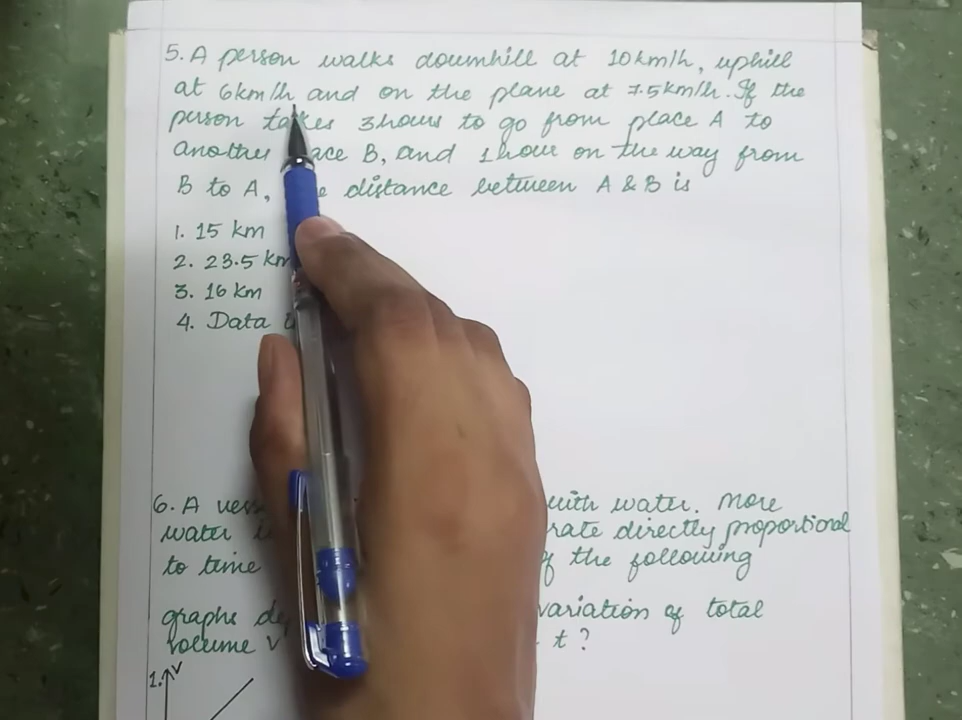 5. A person walks downhill at 10km/h, uphill
at 6km/h and on the plane at 7.5km/h. If the
person takes 3hours to go from place A to
another ace B, and 1hour on the way from
B to A, e distance between A & B is
1. 15 km
2. 23.5 km
3. 16 km
4. Data i
6. A vess with water. More
water i rate directly proportional
to time f the following
graphs de variation of total
volume V t ?
1. V